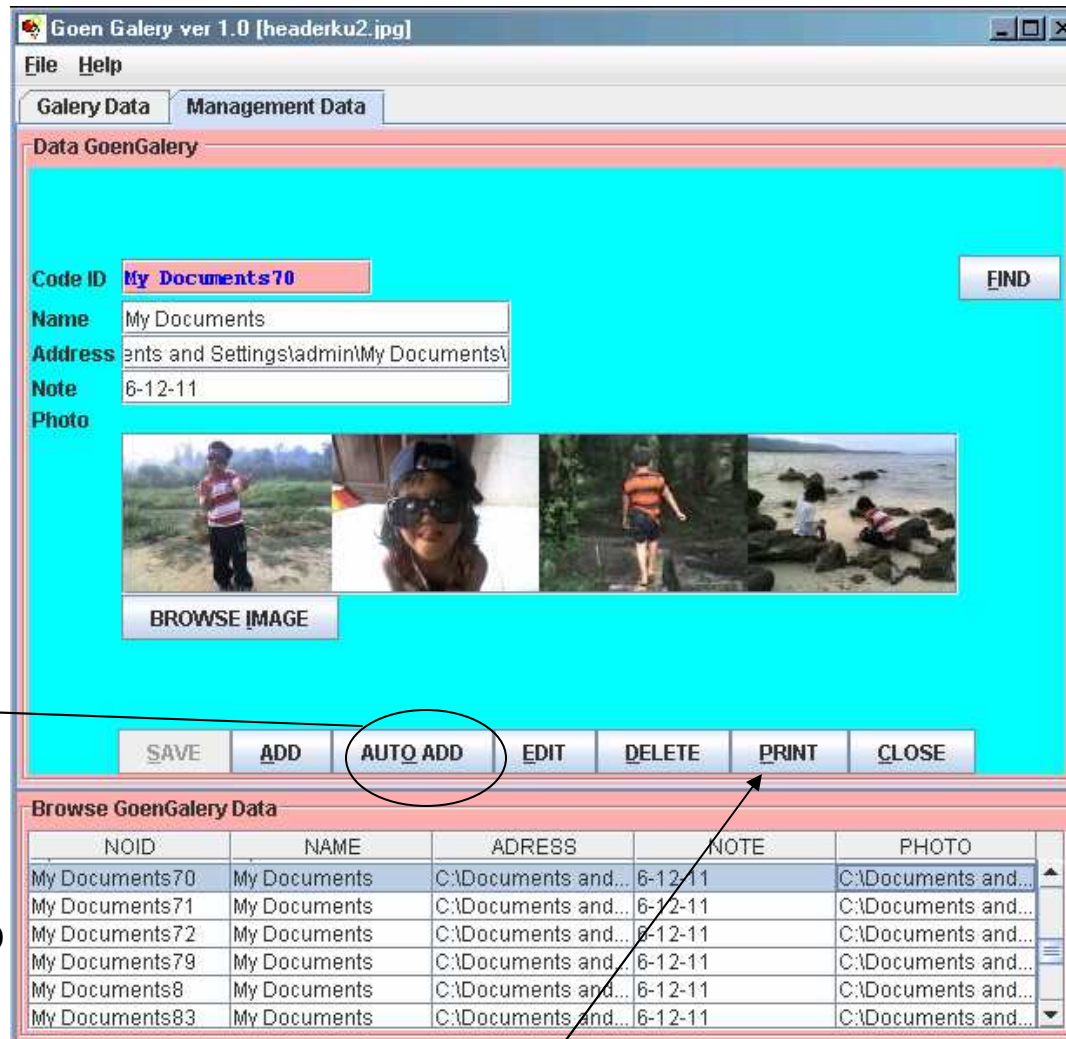 Goen Galery ver 1.0 [headerku2.jpg]
File Help
Galery Data Management Data
Data GoenGalery
Code ID My Documents70 FIND
Name My Documents
Address ents and Settings\admin\My Documents\
Note 6-12-11
Photo
BROWSE IMAGE
SAVE ADD AUTO ADD EDIT DELETE PRINT CLOSE
Browse GoenGalery Data
NOID NAME ADRESS NOTE PHOTO
My Documents70 My Documents C:\Documents and... 6-12-11 C:\Documents and...
My Documents71 My Documents C:\Documents and... 6-12-11 C:\Documents and...
My Documents72 My Documents C:\Documents and... 6-12-11 C:\Documents and...
My Documents79 My Documents C:\Documents and... 6-12-11 C:\Documents and...
My Documents8 My Documents C:\Documents and... 6-12-11 C:\Documents and...
My Documents83 My Documents C:\Documents and... 6-12-11 C:\Documents and...